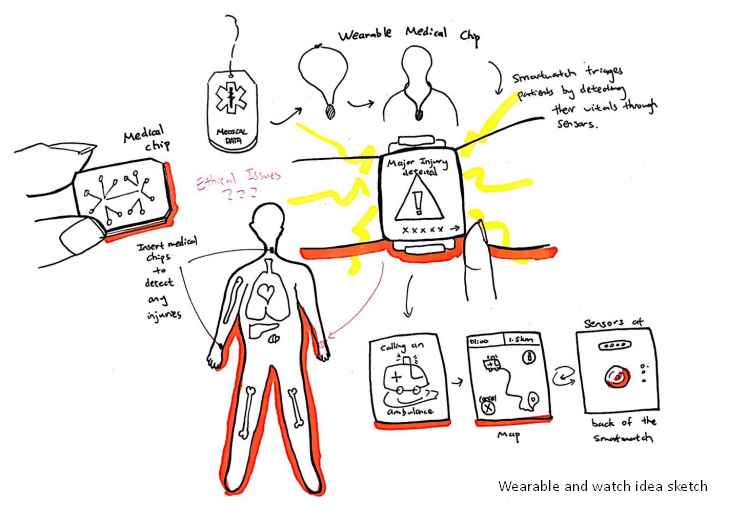 Wearable Medical Chip
MEDICAL
DATA
Smartwatch triages
patients by detecting
their vitals through
sensors.
Medical
chip
Ethical Issues
???
Major Injury
detected
xxxxx →
Insert medical
chips
to
detect
any
injuries
calling an
ambulance
01:00
1.5km
cancel
Map
Sensors at
back of the
smartwatch
Wearable and watch idea sketch